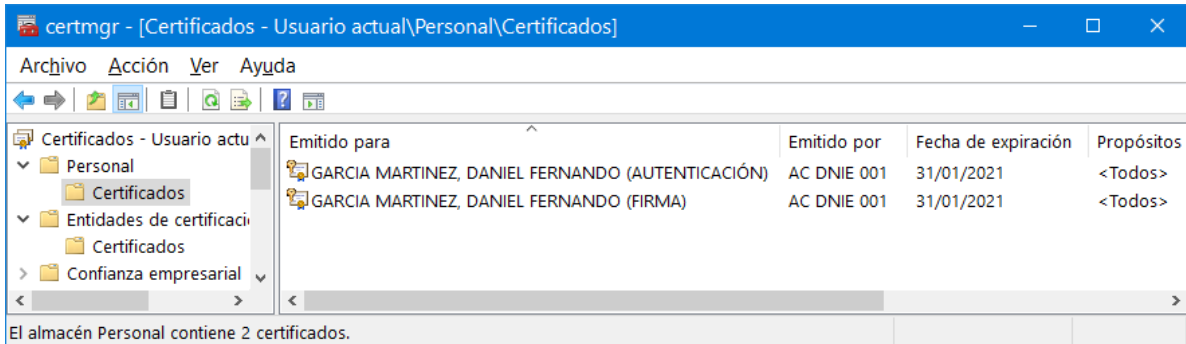 certmgr - [Certificados - Usuario actual\Personal\Certificados]
Archivo Acción Ver Ayuda
Certificados - Usuario actu
Personal
Certificados
Entidades de certificació
Certificados
Confianza empresarial
Emitido para Emitido por Fecha de expiración Propósitos
GARCIA MARTINEZ, DANIEL FERNANDO (AUTENTICACIÓN) AC DNIE 001 31/01/2021 <Todos>
GARCIA MARTINEZ, DANIEL FERNANDO (FIRMA) AC DNIE 001 31/01/2021 <Todos>
El almacén Personal contiene 2 certificados.